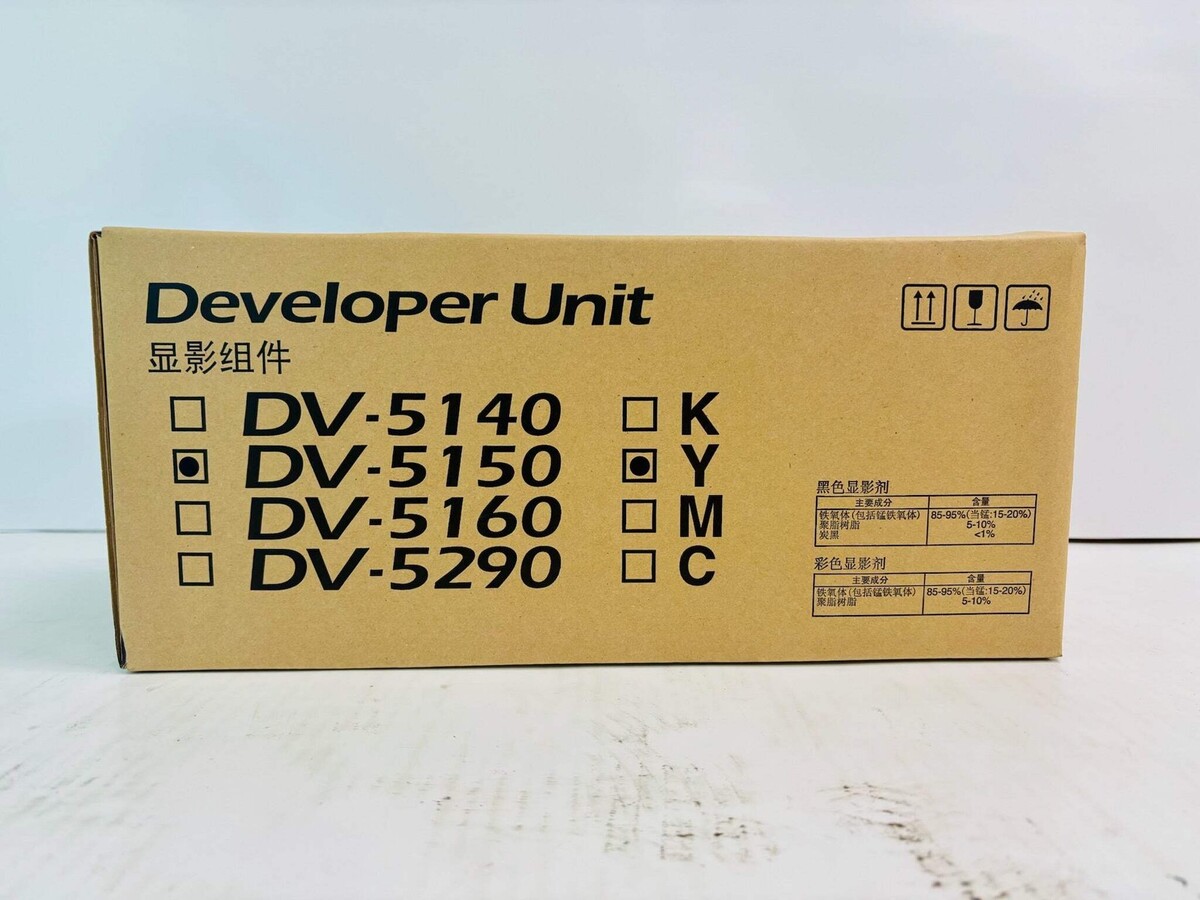 Developer Unit
显影组件
DV-5140 K
DV-5150 Y
DV-5160 M
DV-5290 C
黑色显影剂
主要成分 含量
铁氧体(包括锰铁氧体) 85-95%(当锰:15-20%)
聚脂树脂 5-10%
炭黑 <1%
彩色显影剂
主要成分 含量
铁氧体(包括锰铁氧体) 85-95%(当锰:15-20%)
聚脂树脂 5-10%